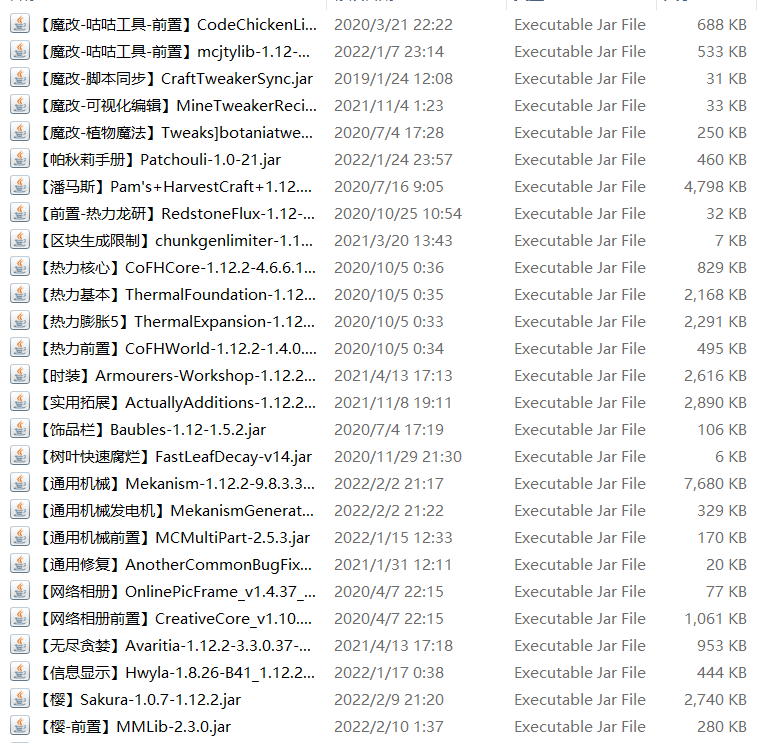 【魔改-咕咕工具-前置】CodeChickenLi... 2020/3/21 22:22 Executable Jar File 688 KB
【魔改-咕咕工具-前置】mcjtylib-1.12-... 2022/1/7 23:14 Executable Jar File 533 KB
【魔改-脚本同步】CraftTweakerSync.jar 2019/1/24 12:08 Executable Jar File 31 KB
【魔改-可视化编辑】MineTweakerReci... 2021/11/4 1:23 Executable Jar File 33 KB
【魔改-植物魔法】Tweaks]botaniatwe... 2020/7/4 17:28 Executable Jar File 250 KB
【帕秋莉手册】Patchouli-1.0-21.jar 2022/1/24 23:57 Executable Jar File 460 KB
【潘马斯】Pam's+HarvestCraft+1.12.... 2020/7/16 9:05 Executable Jar File 4,798 KB
【前置-热力龙研】RedstoneFlux-1.12-... 2020/10/25 10:54 Executable Jar File 32 KB
【区块生成限制】chunkgenlimiter-1.1... 2021/3/20 13:43 Executable Jar File 7 KB
【热力核心】CoFHCore-1.12.2-4.6.6.1... 2020/10/5 0:36 Executable Jar File 829 KB
【热力基本】ThermalFoundation-1.12... 2020/10/5 0:35 Executable Jar File 2,168 KB
【热力膨胀5】ThermalExpansion-1.12... 2020/10/5 0:33 Executable Jar File 2,291 KB
【热力前置】CoFHWorld-1.12.2-1.4.0.... 2020/10/5 0:34 Executable Jar File 495 KB
【时装】Armourers-Workshop-1.12.2... 2021/4/13 17:13 Executable Jar File 2,616 KB
【实用拓展】ActuallyAdditions-1.12.2... 2021/11/8 19:11 Executable Jar File 2,890 KB
【饰品栏】Baubles-1.12-1.5.2.jar 2020/7/4 17:19 Executable Jar File 106 KB
【树叶快速腐烂】FastLeafDecay-v14.jar 2020/11/29 21:30 Executable Jar File 6 KB
【通用机械】Mekanism-1.12.2-9.8.3.3... 2022/2/2 21:17 Executable Jar File 7,680 KB
【通用机械发电机】MekanismGenerat... 2022/2/2 21:22 Executable Jar File 329 KB
【通用机械前置】MCMultiPart-2.5.3.jar 2022/1/15 12:33 Executable Jar File 170 KB
【通用修复】AnotherCommonBugFix... 2021/1/31 12:11 Executable Jar File 20 KB
【网络相册】OnlinePicFrame_v1.4.37_... 2020/4/7 22:15 Executable Jar File 77 KB
【网络相册前置】CreativeCore_v1.10.... 2020/4/7 22:15 Executable Jar File 1,061 KB
【无尽贪婪】Avaritia-1.12.2-3.3.0.37-... 2021/4/13 17:18 Executable Jar File 953 KB
【信息显示】Hwyla-1.8.26-B41_1.12.2... 2022/1/17 0:38 Executable Jar File 444 KB
【樱】Sakura-1.0.7-1.12.2.jar 2022/2/9 21:20 Executable Jar File 2,740 KB
【樱-前置】MMLib-2.3.0.jar 2022/2/10 1:37 Executable Jar File 280 KB